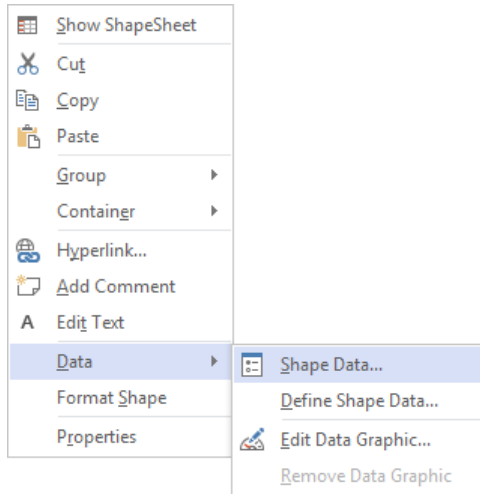 Show ShapeSheet
Cut
Copy
Paste
Group
Container
Hyperlink...
Add Comment
A Edit Text
Data
Shape Data...
Format Shape
Define Shape Data...
Properties
Edit Data Graphic...
Remove Data Graphic